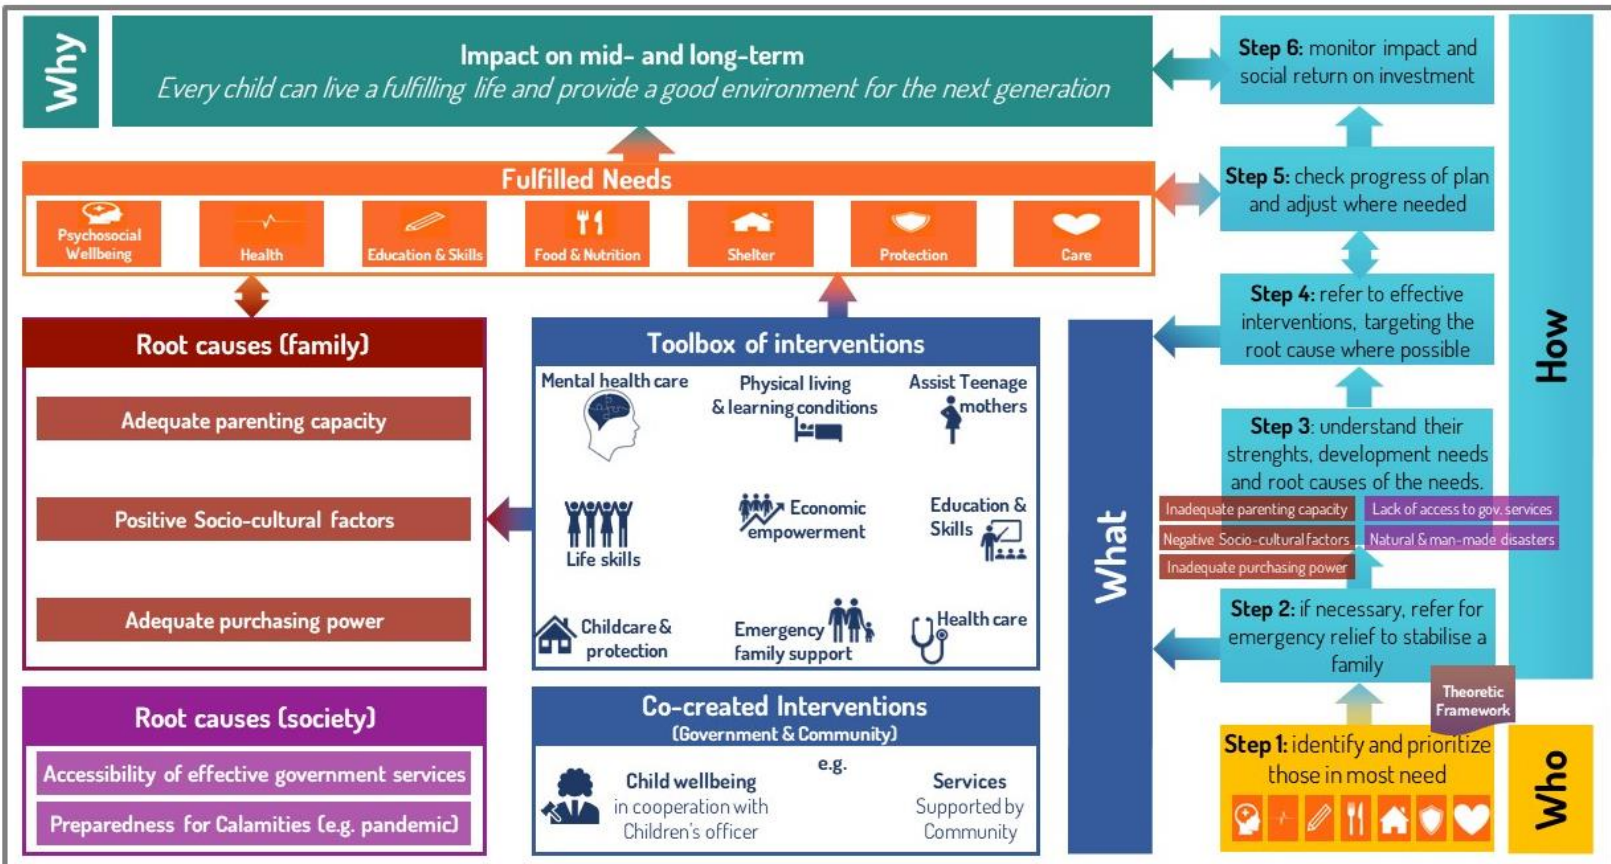 Why
Impact on mid- and long-term
Every child can live a fulfilling life and provide a good environment for the next generation
Fulfilled Needs
Psychosocial
Wellbeing
Health
Education & Skills
Food & Nutrition
Shelter
Protection
Care
Root causes (family)
Adequate parenting capacity
Positive Socio-cultural factors
Adequate purchasing power
Root causes (society)
Accessibility of effective government services
Preparedness for Calamities (e.g. pandemic)
Toolbox of interventions
Mental health care
Physical living
& learning conditions
Assist Teenage
mothers
Life skills
Economic
empowerment
Education &
Skills
Childcare &
protection
Emergency
family support
Health care
Co-created Interventions
(Government & Community)
e.g.
Child wellbeing
in cooperation with
Children's officer
Services
Supported by
Community
What
Step 6: monitor impact and
social return on investment
Step 5: check progress of plan
and adjust where needed
Step 4: refer to effective
interventions, targeting the
root cause where possible
Step 3: understand their
strenghts, development needs
and root causes of the needs.
Inadequate parenting capacity
Lack of access to gov. services
Negative Socio-cultural factors
Natural & man-made disasters
Inadequate purchasing power
Step 2: if necessary, refer for
emergency relief to stabilise a
family
Theoretic
Framework
Step 1: identify and prioritize
those in most need
How
Who